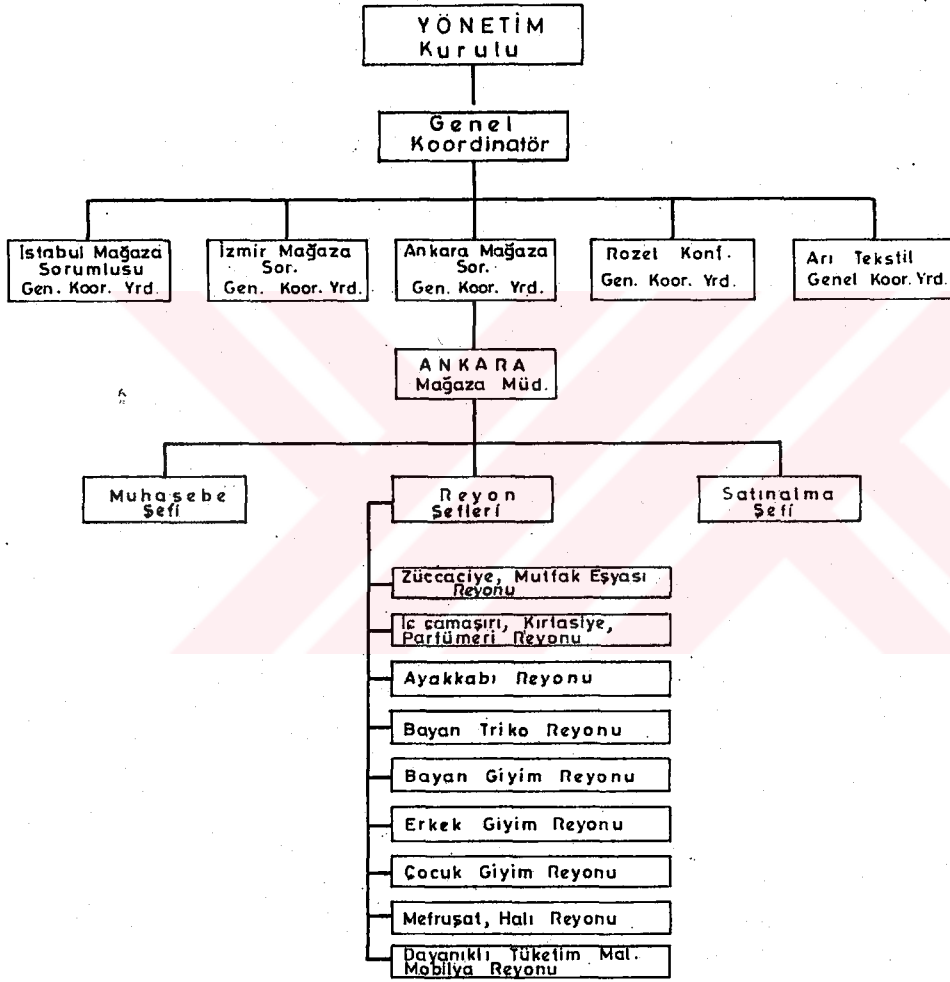 YÖNETİM
Kurulu
Genel
Koordinatör
İstabul Mağaza
Sorumlusu
Gen. Koor. Yrd.
İzmir Mağaza
Sor.
Gen. Koor. Yrd.
Ankara Mağaza
Sor.
Gen. Koor. Yrd.
Rozel Konf.
Gen. Koor. Yrd.
Arı Tekstil
Genel Koor. Yrd.
ANKARA
Mağaza Müd.
Muhasebe
Şefi
Reyon
Şefleri
Satınalma
Şefi
Züccaciye, Mutfak Eşyası
Reyonu
İç çamaşırı, Kırtasiye,
Parfümeri Reyonu
Ayakkabı Reyonu
Bayan Triko Reyonu
Bayan Giyim Reyonu
Erkek Giyim Reyonu
Çocuk Giyim Reyonu
Mefruşat, Halı Reyonu
Dayanıklı Tüketim Mal.
Mobilya Reyonu